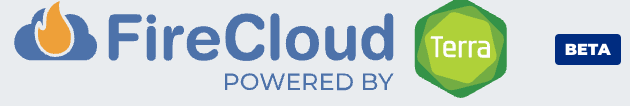 FireCloud
POWERED BY
Terra
BETA